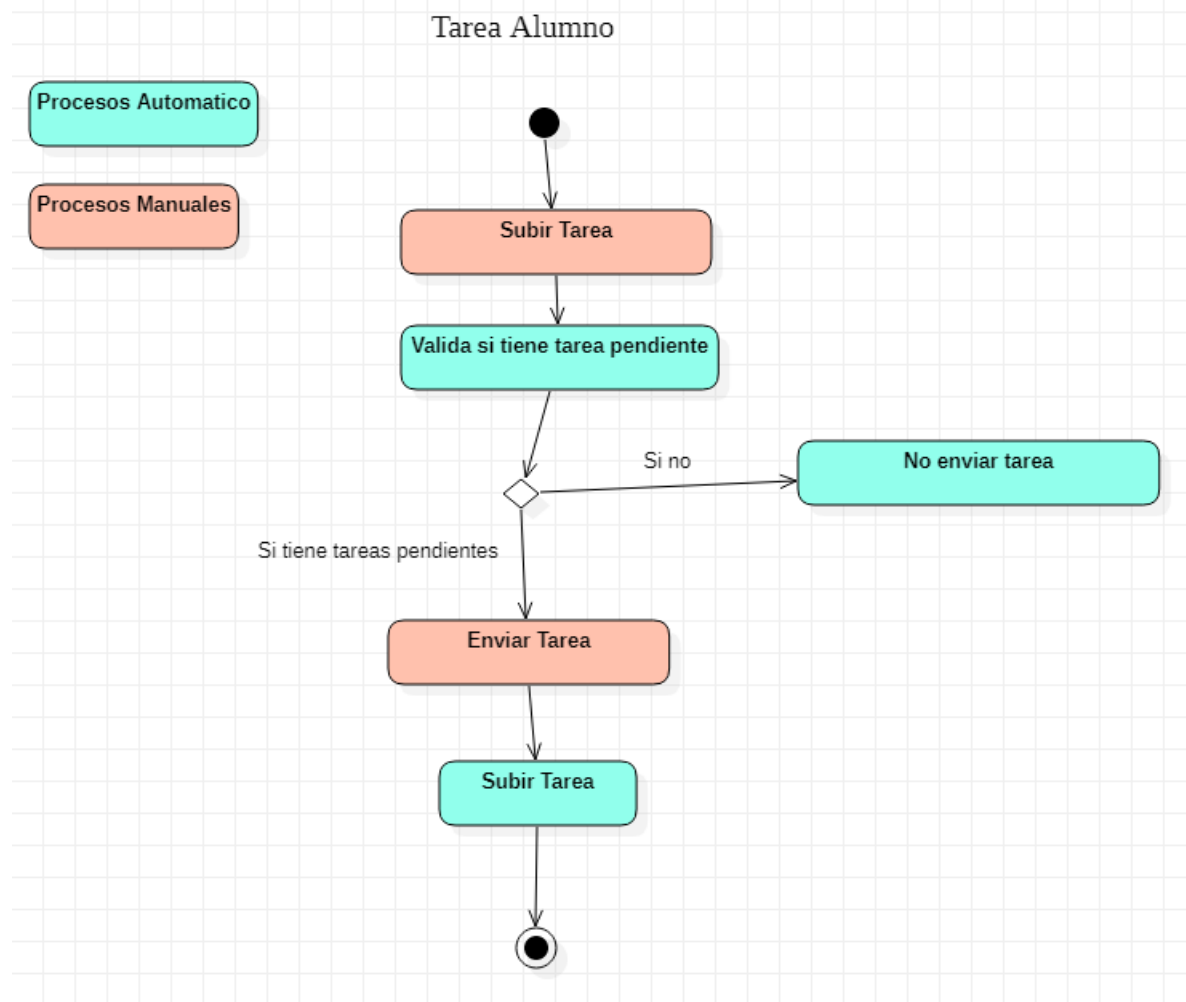 Tarea Alumno
Procesos Automatico
Procesos Manuales
Subir Tarea
Valida si tiene tarea pendiente
Si no
No enviar tarea
Si tiene tareas pendientes
Enviar Tarea
Subir Tarea